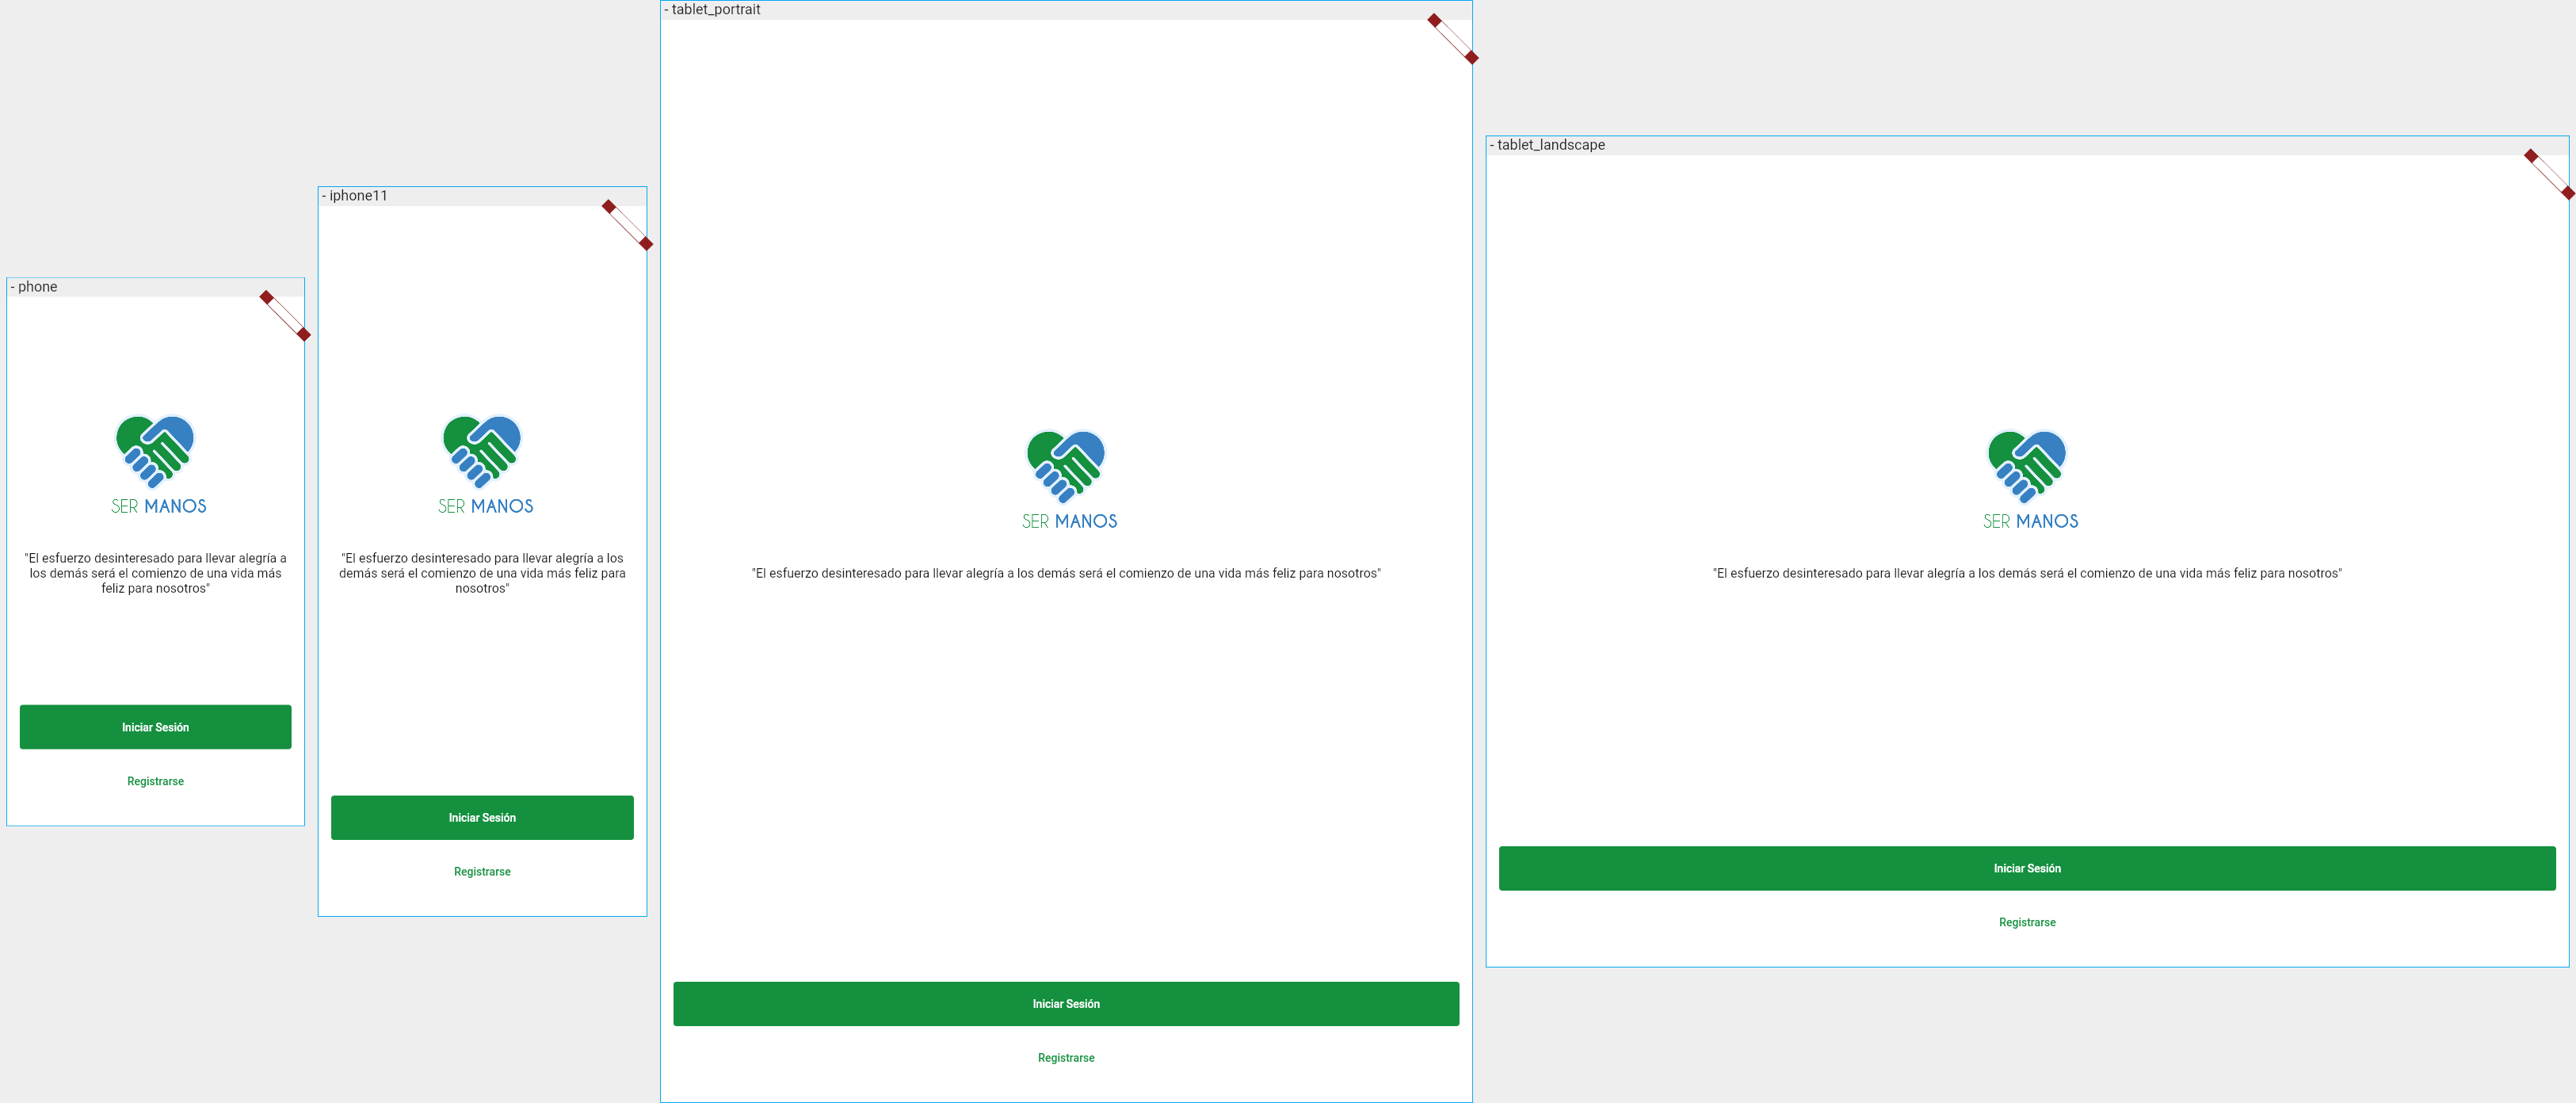 - phone
SER MANOS
"El esfuerzo desinteresado para llevar alegría a
los demás será el comienzo de una vida más
feliz para nosotros"
Iniciar Sesión
Registrarse
- iphone11
SER MANOS
"El esfuerzo desinteresado para llevar alegría a los
demás será el comienzo de una vida más feliz para
nosotros"
Iniciar Sesión
Registrarse
- tablet_portrait
SER MANOS
"El esfuerzo desinteresado para llevar alegría a los demás será el comienzo de una vida más feliz para nosotros"
Iniciar Sesión
Registrarse
- tablet_landscape
SER MANOS
"El esfuerzo desinteresado para llevar alegría a los demás será el comienzo de una vida más feliz para nosotros"
Iniciar Sesión
Registrarse